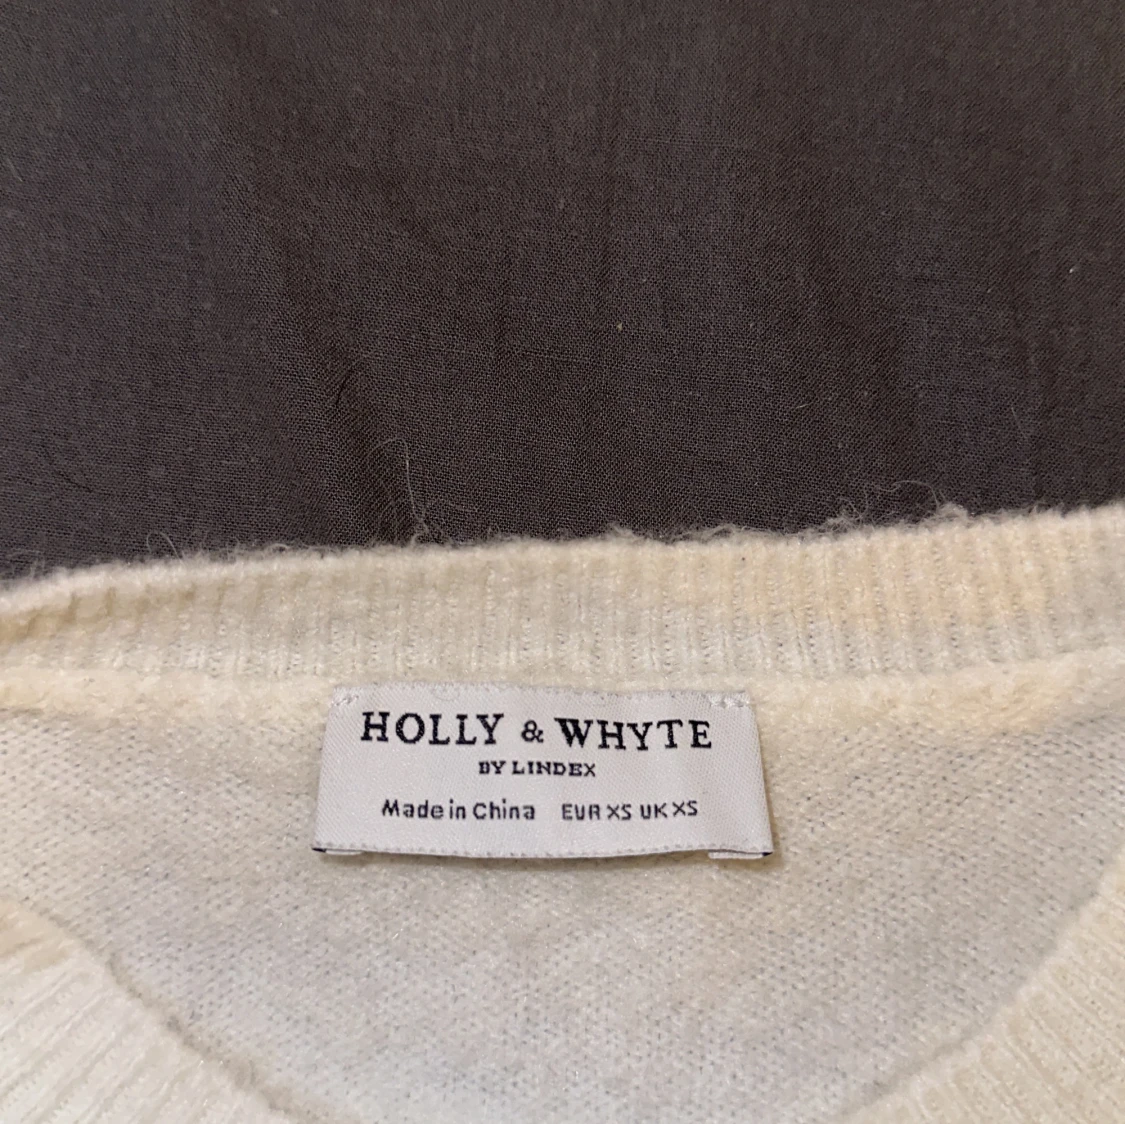 HOLLY & WHYTE
BY LINDEX
Made in China EUR XS UK XS